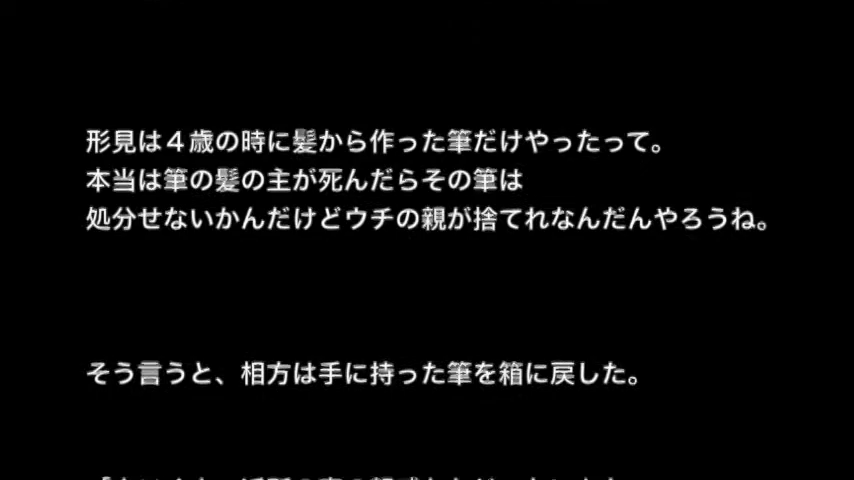 形見は４歳の時に髪から作った筆だけやったって。
本当は筆の髪の主が死んだらその筆は
処分せないかんだけどウチの親が捨てれなんだんやろうね。
そう言うと、相方は手に持った筆を箱に戻した。